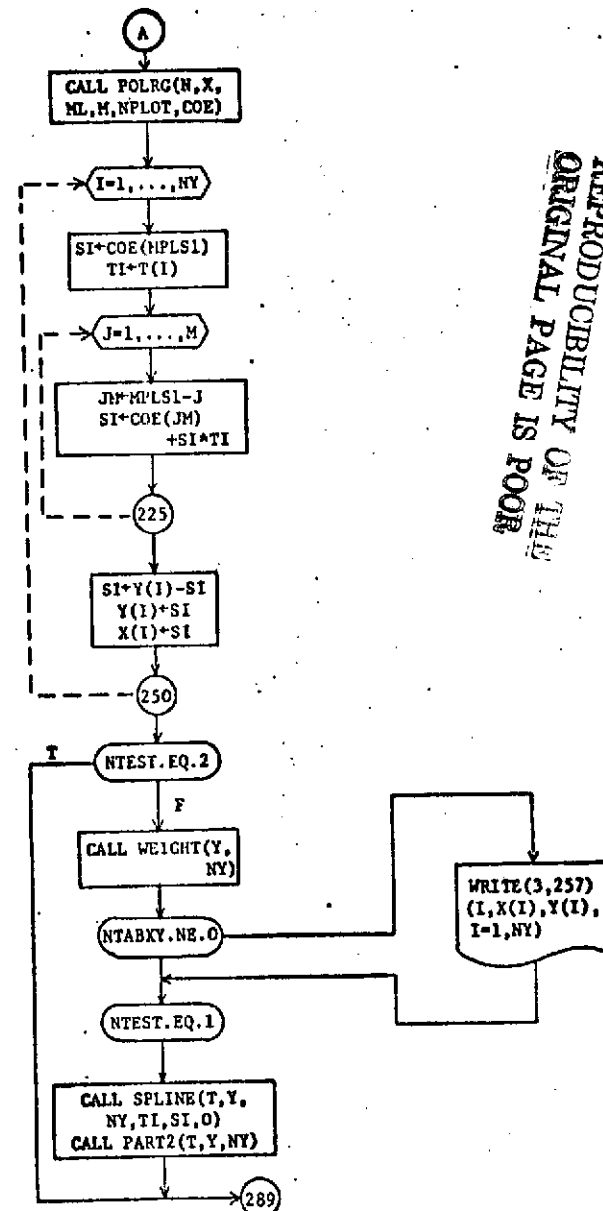 A
CALL POLRG(N,X,
ML,M,NPLOT,COE)
I=1,...,NY
SI←COE(MPLS1)
TI←T(I)
J=1,...,M
JM←MPLS1-J
SI←COE(JM)
+SI*TI
225
SI←Y(I)-SI
Y(I)←SI
X(I)←SI
250
T
NTEST.EQ.2
F
CALL WEIGHT(Y,
NY)
NTABXY.NE.0
WRITE(3,257)
(I,X(I),Y(I),
I=1,NY)
NTEST.EQ.1
CALL SPLINE(T,Y,
NY,TI,SI,0)
CALL PART2(T,Y,NY)
289
REPRODUCIBILITY OF THE
ORIGINAL PAGE IS POOR